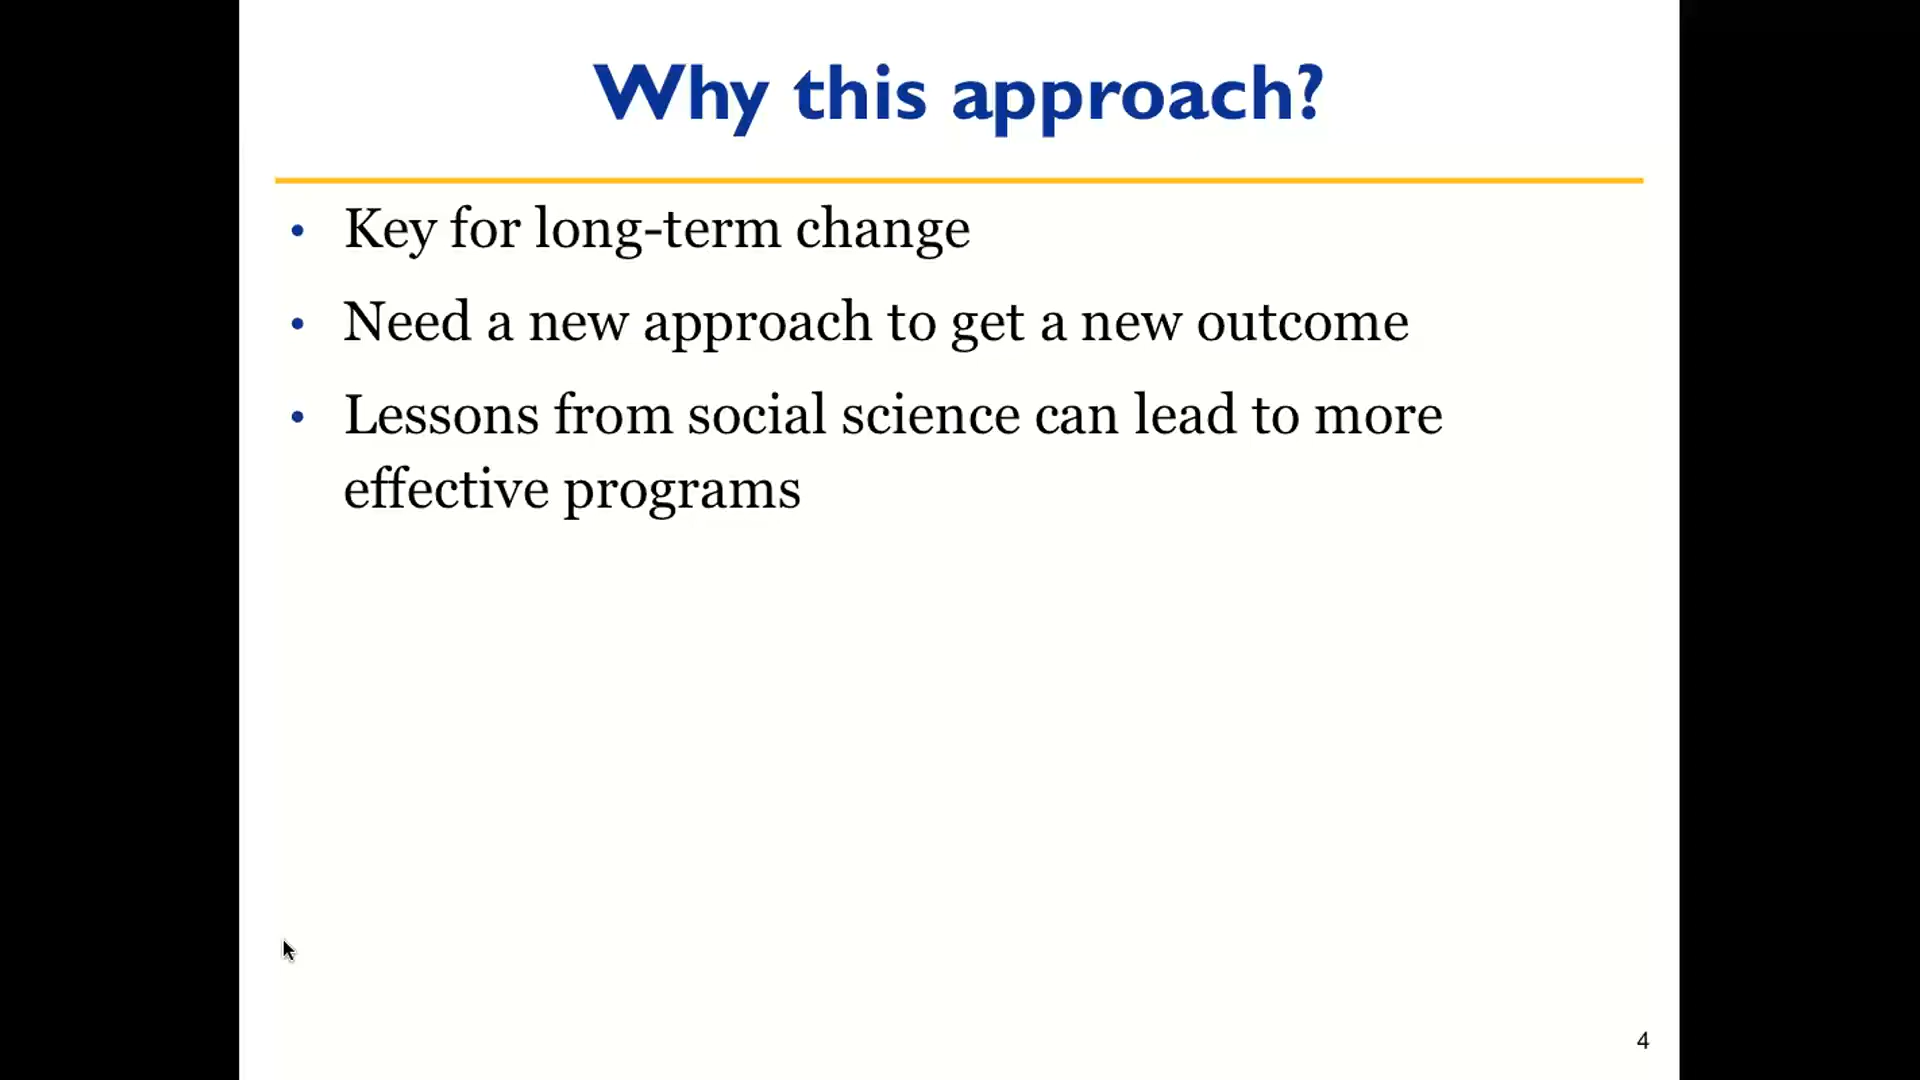 Why this approach?
• Key for long-term change
• Need a new approach to get a new outcome
• Lessons from social science can lead to more
effective programs
4